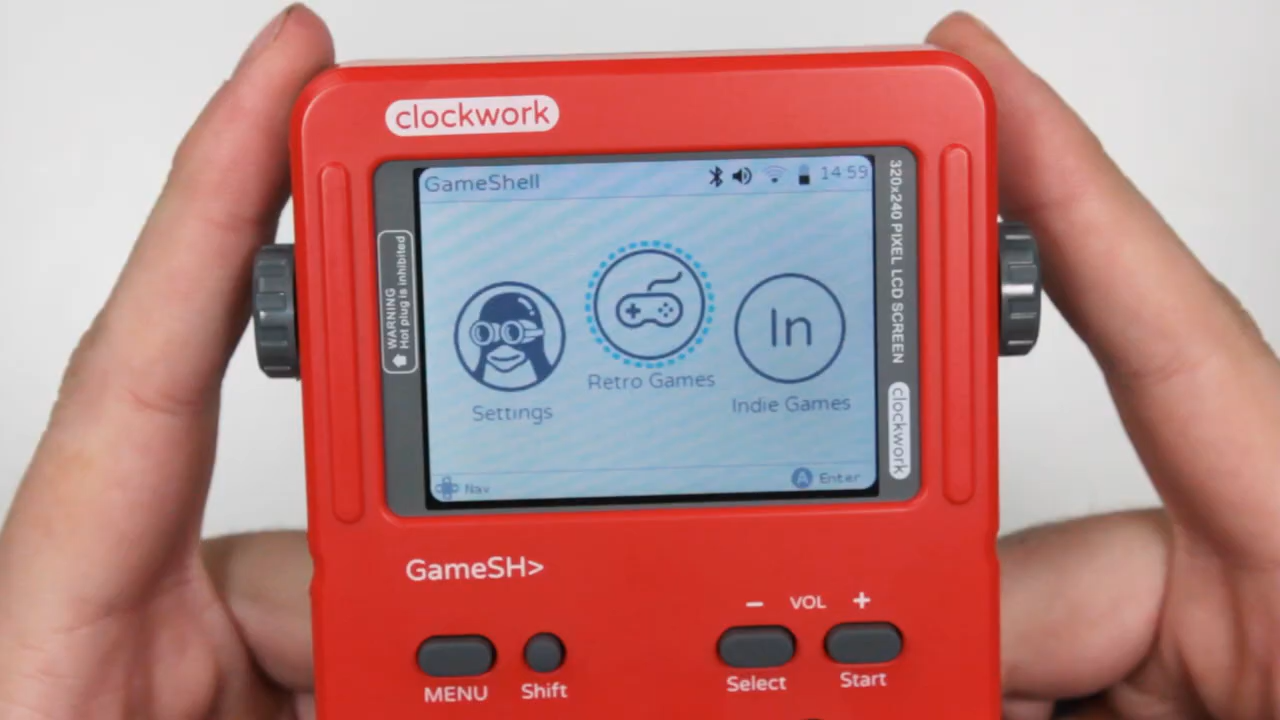 clockwork
GameShell
14:59
WARNING
Hot plug is inhibited
320x240 PIXEL LCD SCREEN
clockwork
In
Settings
Retro Games
Indie Games
Nav
A Enter
GameSH>
- VOL +
MENU
Shift
Select
Start